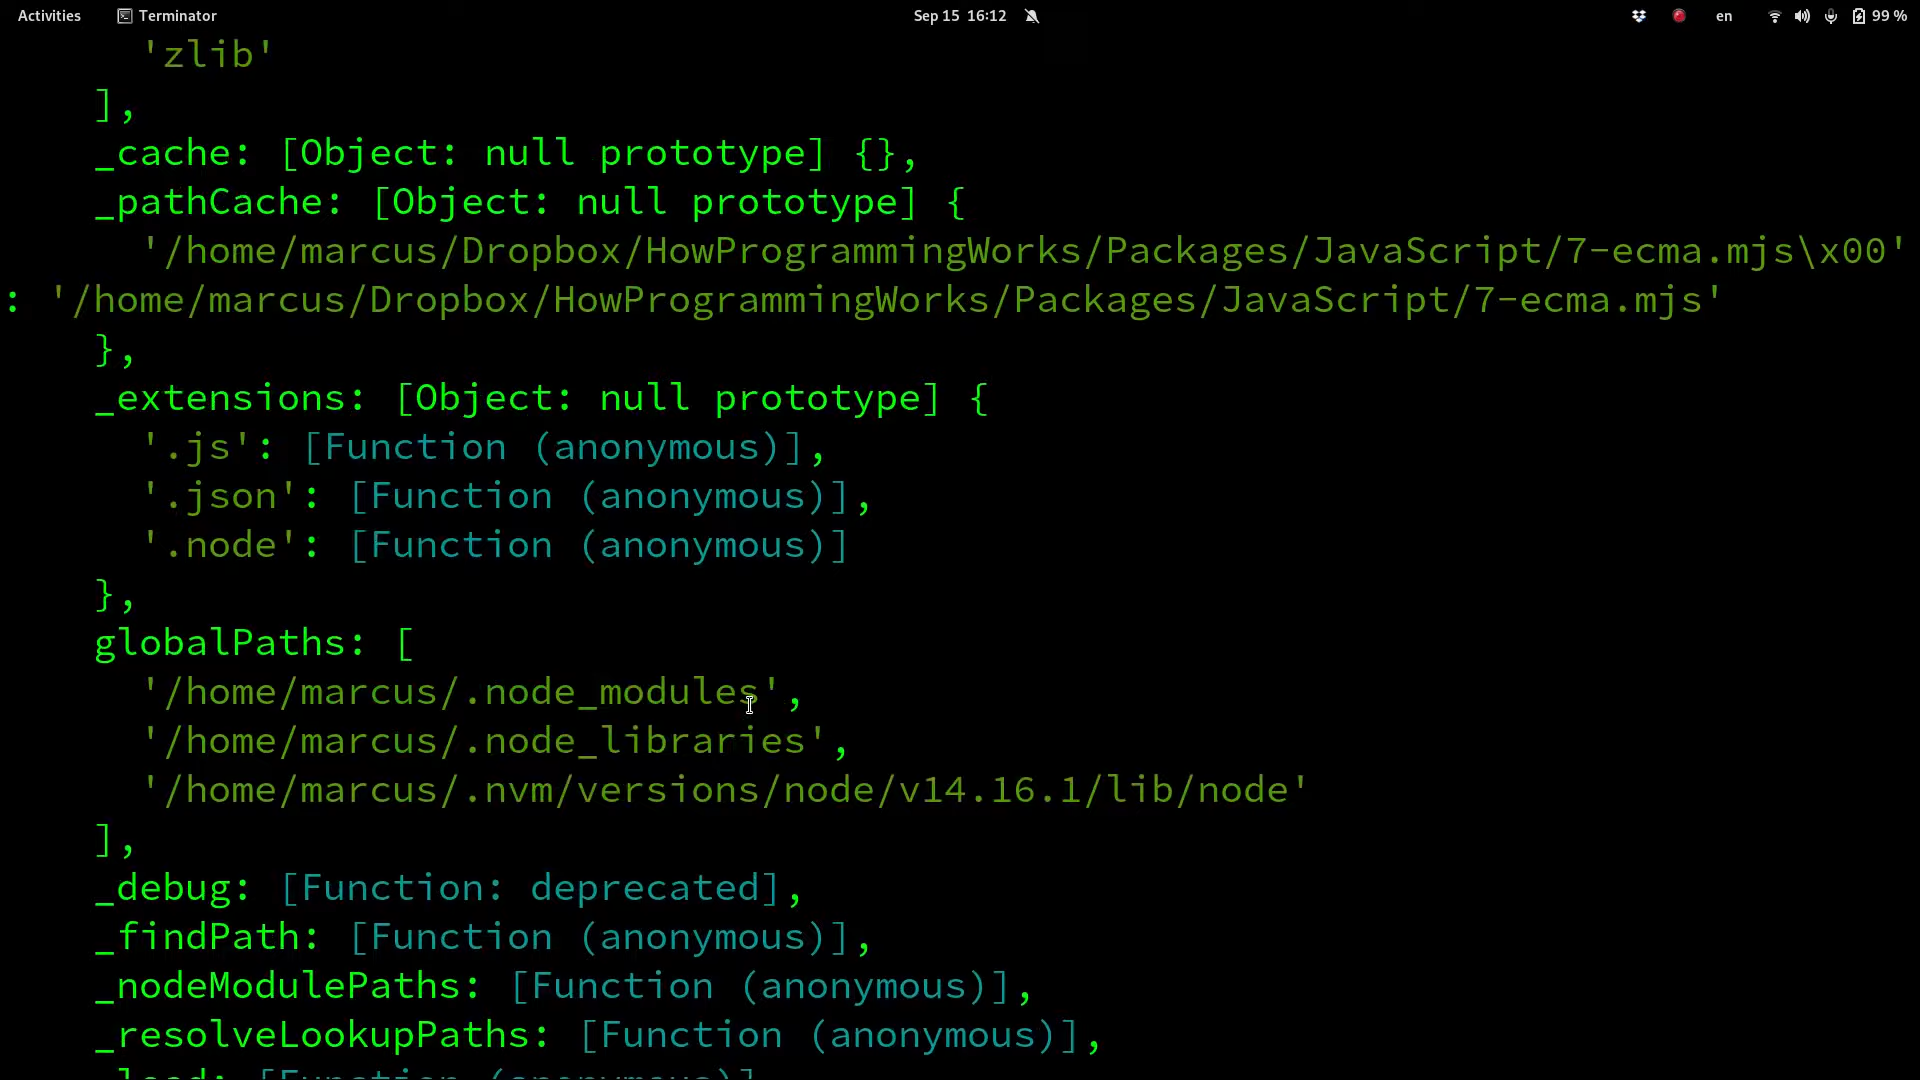 Activities Terminator Sep 15 16:12 en 99 %
'zlib'
],
_cache: [Object: null prototype] {},
_pathCache: [Object: null prototype] {
'/home/marcus/Dropbox/HowProgrammingWorks/Packages/JavaScript/7-ecma.mjs\x00'
: '/home/marcus/Dropbox/HowProgrammingWorks/Packages/JavaScript/7-ecma.mjs'
},
_extensions: [Object: null prototype] {
'.js': [Function (anonymous)],
'.json': [Function (anonymous)],
'.node': [Function (anonymous)]
},
globalPaths: [
'/home/marcus/.node_modules',
'/home/marcus/.node_libraries',
'/home/marcus/.nvm/versions/node/v14.16.1/lib/node'
],
_debug: [Function: deprecated],
_findPath: [Function (anonymous)],
_nodeModulePaths: [Function (anonymous)],
_resolveLookupPaths: [Function (anonymous)],
_load: [Function (anonymous)]